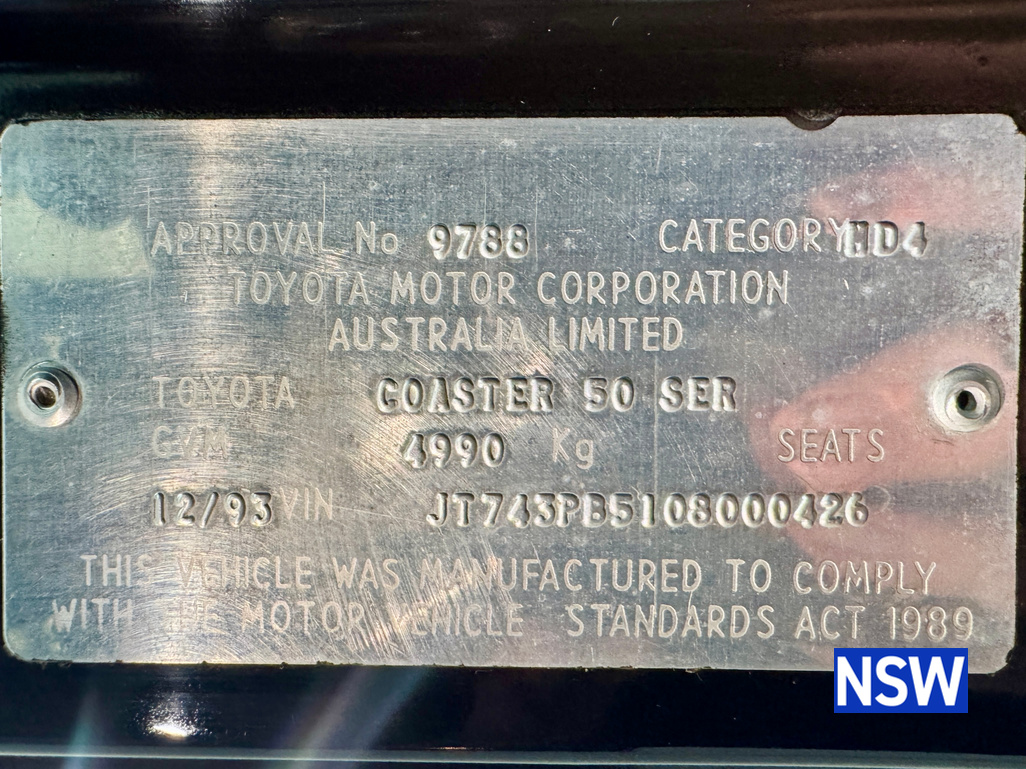 APPROVAL No 9788 CATEGORY MD4
TOYOTA MOTOR CORPORATION
AUSTRALIA LIMITED
TOYOTA COASTER 50 SER
GVM 4990 Kg SEATS
12/93 VIN JT743PB5108000426
THIS VEHICLE WAS MANUFACTURED TO COMPLY
WITH THE MOTOR VEHICLE STANDARDS ACT 1989
NSW